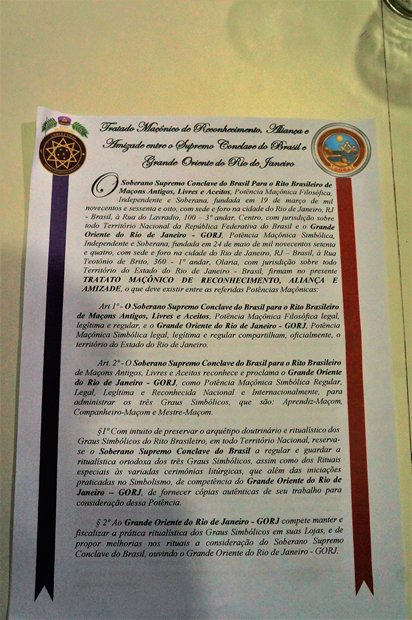 Tratado Maçônico de Reconhecimento, Aliança e
Amizade entre o Supremo Conclave do Brasil e
Grande Oriente do Rio de Janeiro
GORJ
O Soberano Supremo Conclave do Brasil Para o Rito Brasileiro de
Maçons Antigos, Livres e Aceitos, Potência Maçônica Filosófica,
Independente e Soberana, fundada em 19 de março de mil
novecentos e sessenta e oito, com sede e foro na cidade do Rio de Janeiro, RJ
- Brasil, à Rua do Lavradio, 100 – 3º andar, Centro, com jurisdição sobre
todo Território Nacional da República Federativa do Brasil e o Grande
Oriente do Rio de Janeiro - GORJ, Potência Maçônica Simbólica,
Independente e Soberana, fundada em 24 de maio de mil novecentos setenta
e quatro, com sede e foro na cidade do Rio de Janeiro, RJ – Brasil, à Rua
Teotônio de Brito, 360 - 1º andar, Olaria, com jurisdição sobre todo
Território do Estado do Rio de Janeiro - Brasil, firmam no presente
TRATATO MAÇÔNICO DE RECONHECIMENTO, ALIANÇA E
AMIZADE, o que deve existir entre as referidas Potências Maçônicas:
Art 1º - O Soberano Supremo Conclave do Brasil para o Rito Brasileiro
de Maçons Antigos, Livres e Aceitos, Potência Maçônica Filosófica legal,
legítima e regular, e o Grande Oriente do Rio de Janeiro - GORJ, Potência
Maçônica Simbólica legal, legítima e regular compartilham, oficialmente, o
território do Estado do Rio de Janeiro.
Art. 2º - O Soberano Supremo Conclave do Brasil para o Rito Brasileiro
de Maçons Antigos, Livres e Aceitos reconhece e proclama o Grande Oriente
do Rio de Janeiro - GORJ, como Potência Maçônica Simbólica Regular,
Legal, Legítima e Reconhecida Nacional e Internacionalmente, para
administrar os três Graus Simbólicos, que são: Aprendiz-Maçom,
Companheiro-Maçom e Mestre-Maçom.
§1º Com intuito de preservar o arquétipo doutrinário e ritualístico dos
Graus Simbólicos do Rito Brasileiro, em todo Território Nacional, reserva-
se o Soberano Supremo Conclave do Brasil a regular e guardar a
ritualística ortodoxa dos três Graus Simbólicos, assim como dos Rituais
especiais às variadas cerimônias litúrgicas, que além das iniciações
praticadas no Simbolismo, de competência do Grande Oriente do Rio de
Janeiro – GORJ, de fornecer cópias autênticas de seu trabalho para
consideração dessa Potência.
§ 2º Ao Grande Oriente do Rio de Janeiro - GORJ compete manter e
fiscalizar a prática ritualística dos Graus Simbólicos em suas Lojas, e de
propor melhorias nos rituais a consideração do Soberano Supremo
Conclave do Brasil, ouvindo o Grande Oriente do Rio de Janeiro - GORJ.